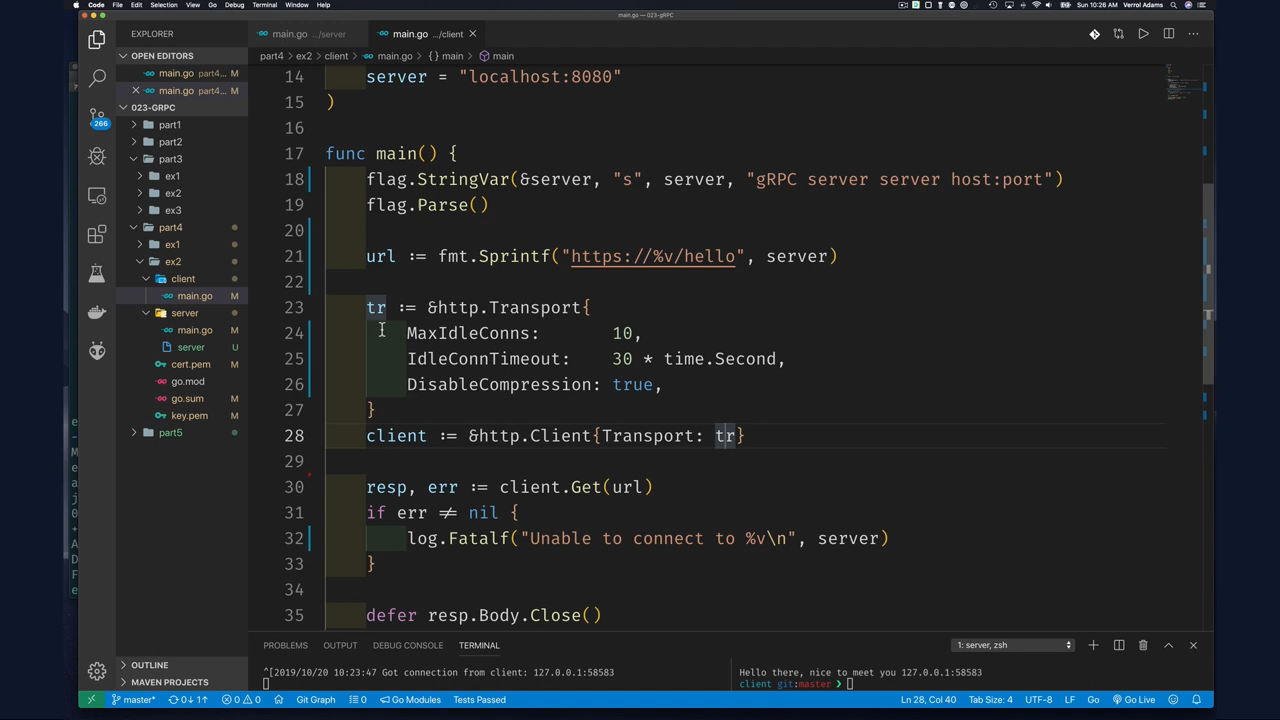 Code File Edit Selection View Go Debug Terminal Window Help
Sun 10:26 AM Verrol Adams
main.go — 023-gRPC
EXPLORER
main.go .../server
main.go .../client
part4 > ex2 > client > main.go > {} main > main
OPEN EDITORS
main.go part4... M
main.go part4... M
023-GRPC
part1
part2
part3
ex1
ex2
ex3
part4
ex1
ex2
client
main.go M
server
main.go M
server U
cert.pem M
go.mod
go.sum M
key.pem M
part5
OUTLINE
MAVEN PROJECTS
266
14 server = "localhost:8080"
15 )
16
17 func main() {
18 flag.StringVar(&server, "s", server, "gRPC server server host:port")
19 flag.Parse()
20
21 url := fmt.Sprintf("https://%v/hello", server)
22
23 tr := &http.Transport{
24 MaxIdleConns: 10,
25 IdleConnTimeout: 30 * time.Second,
26 DisableCompression: true,
27 }
28 client := &http.Client{Transport: tr}
29
30 resp, err := client.Get(url)
31 if err ≠ nil {
32 log.Fatalf("Unable to connect to %v\n", server)
33 }
34
35 defer resp.Body.Close()
PROBLEMS OUTPUT DEBUG CONSOLE TERMINAL
1: server, zsh
^[2019/10/20 10:23:47 Got connection from client: 127.0.0.1:58583
Hello there, nice to meet you 127.0.0.1:58583
client git:master ❯
master* 0↓ 1↑ 0 0 Git Graph 0 Go Modules Tests Passed
Ln 28, Col 40 Tab Size: 4 UTF-8 LF Go Go Live